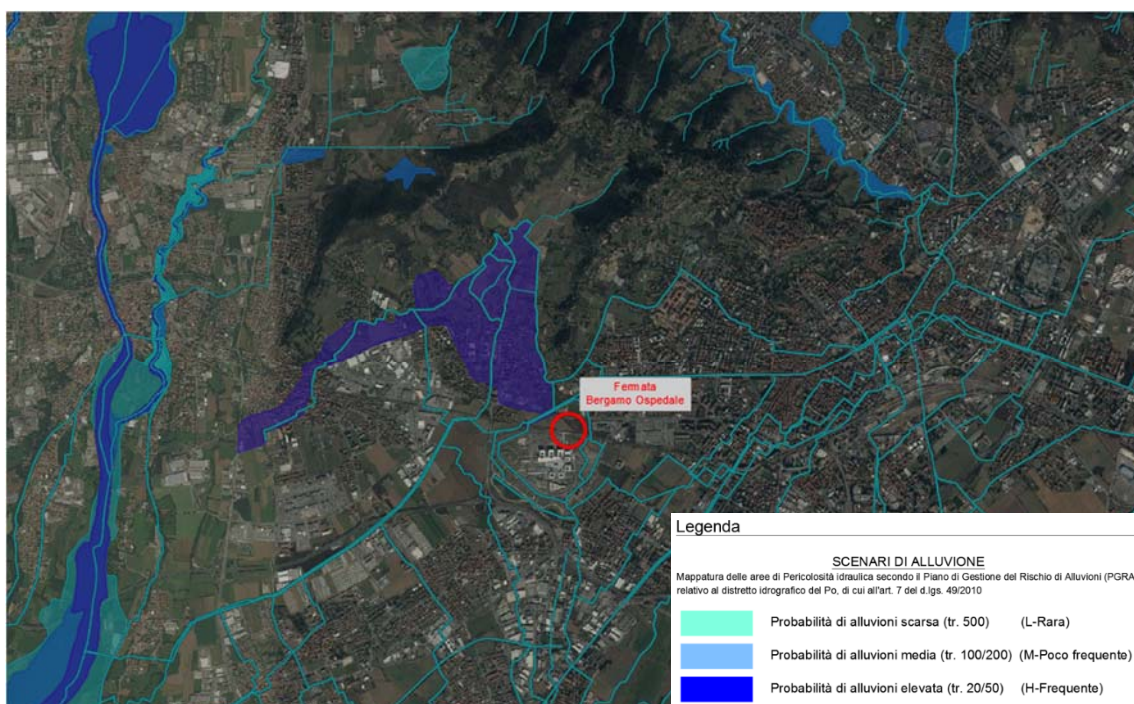 Fermata
Bergamo Ospedale
Legenda
SCENARI DI ALLUVIONE
Mappatura delle aree di Pericolosità idraulica secondo il Piano di Gestione del Rischio di Alluvioni (PGRA
relativo al distretto idrografico del Po, di cui all'art. 7 del d.lgs. 49/2010
Probabilità di alluvioni scarsa (tr. 500) (L-Rara)
Probabilità di alluvioni media (tr. 100/200) (M-Poco frequente)
Probabilità di alluvioni elevata (tr. 20/50) (H-Frequente)